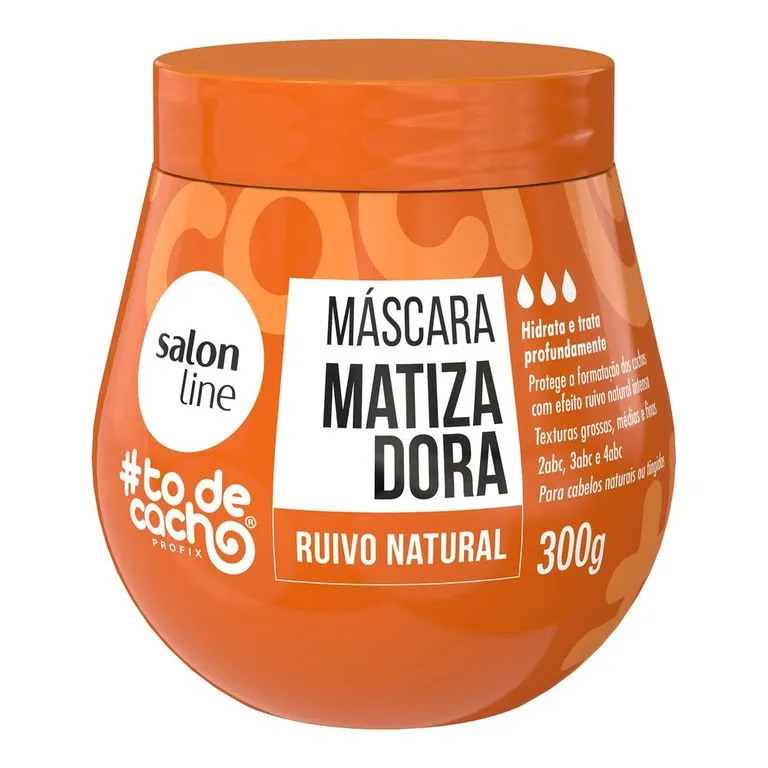 salon
line
#to de
cacho®
PROFIX
MÁSCARA
MATIZA
DORA
RUIVO NATURAL
Hidrata e trata
profundamente
Protege a formatação dos cachos
com efeito ruivo natural intenso
Texturas grossas, médias e finas
2abc, 3abc e 4abc
Para cabelos naturais ou tingidos
300g